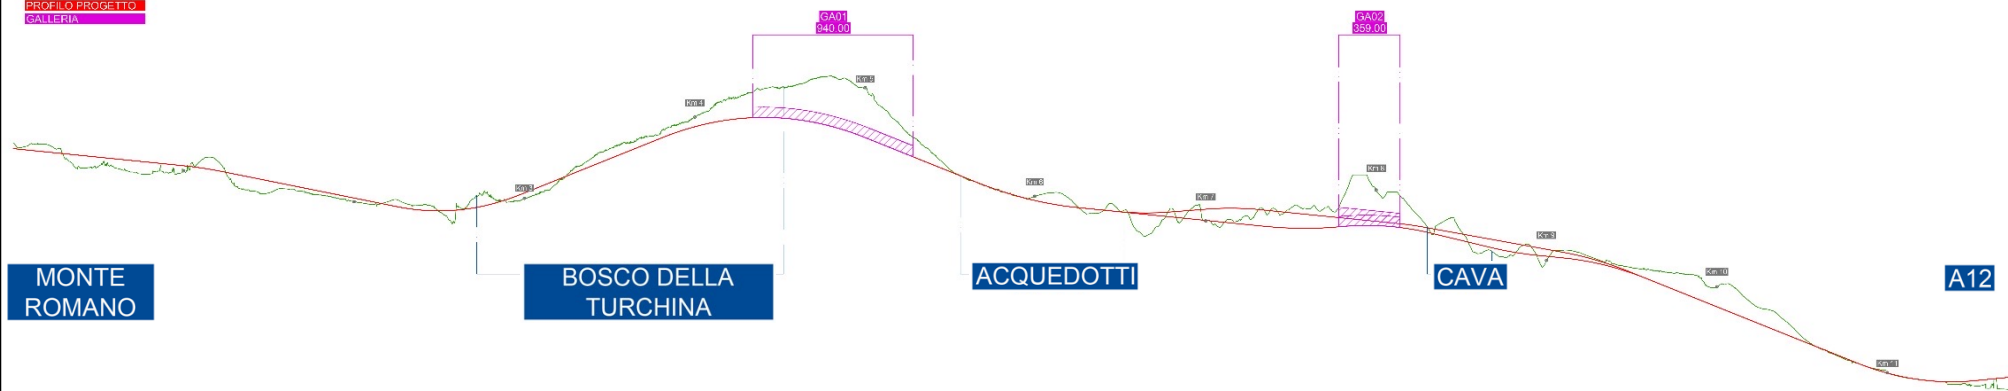 PROFILO PROGETTO
GALLERIA
GA01
940.00
GA02
359.00
Km 4
Km 5
Km 3
Km 6
Km 7
Km 8
Km 9
Km 10
Km 11
MONTE
ROMANO
BOSCO DELLA
TURCHINA
ACQUEDOTTI
CAVA
A12